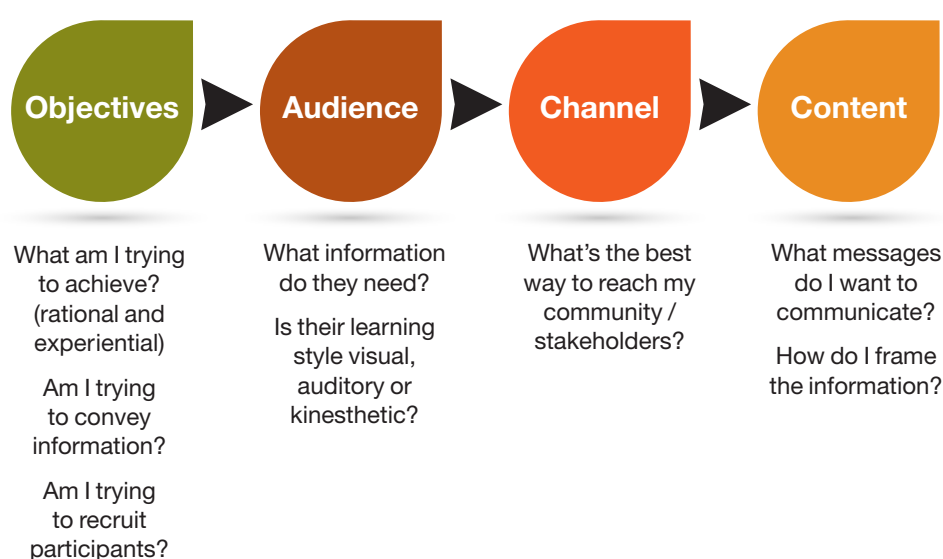 Objectives
Audience
Channel
Content
What am I trying
to achieve?
(rational and
experiential)
Am I trying
to convey
information?
Am I trying
to recruit
participants?
What information
do they need?
Is their learning
style visual,
auditory or
kinesthetic?
What's the best
way to reach my
community /
stakeholders?
What messages
do I want to
communicate?
How do I frame
the information?